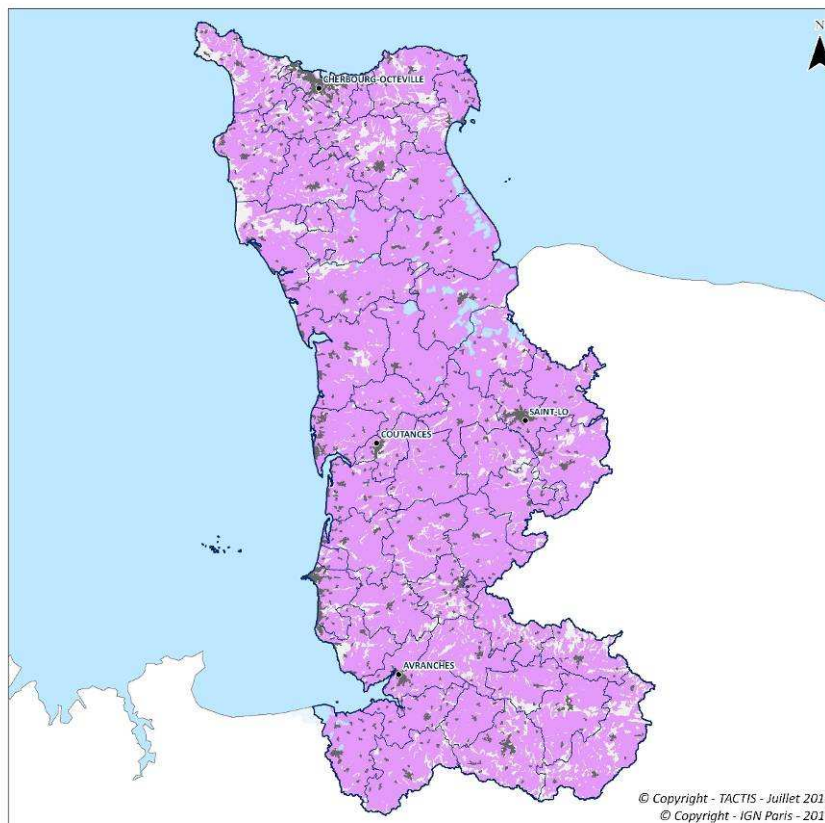 N
CHERBOURG-OCTEVILLE
SAINT-LO
COUTANCES
AVRANCHES
© Copyright - TACTIS - Juillet 201
© Copyright - IGN Paris - 201